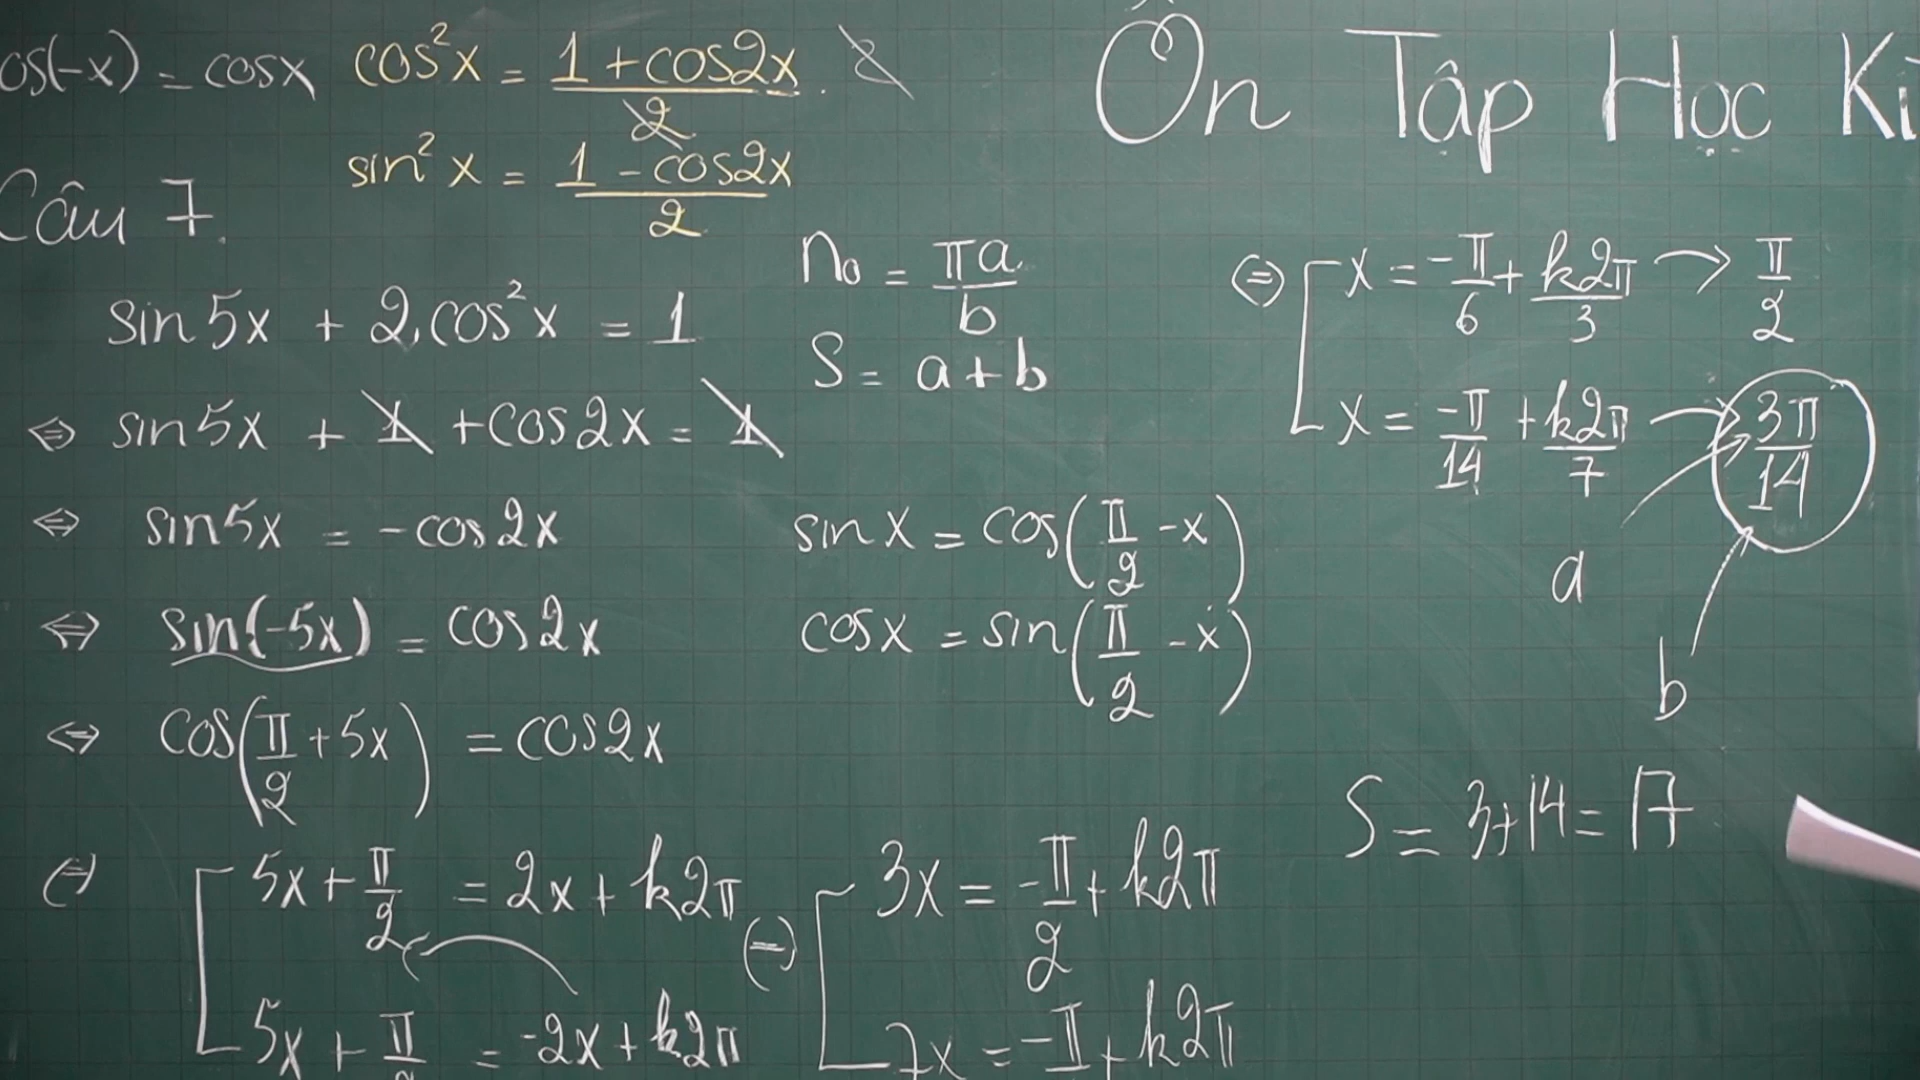 os(-x) = cosx
cos²x = 1 + cos2x / 2 . 2
sin²x = 1 - cos2x / 2
Ôn Tập Học Kì
Câu 7.
sin5x + 2.cos²x = 1
⇔ sin5x + 1 + cos2x = 1
⇔ sin5x = -cos2x
⇔ sin(-5x) = cos2x
⇔ cos(π/2 + 5x) = cos2x
⇔ [ 5x + π/2 = 2x + k2π
5x + π/2 = -2x + k2π
⇔ [ 3x = -π/2 + k2π
7x = -π + k2π
n₀ = πa/b
S = a + b
sinx = cos(π/2 - x)
cosx = sin(π/2 - x)
⇔ [ x = -π/6 + k2π/3 → π/2
x = -π/14 + k2π/7 → 3π/14
a
b
S = 3+14 = 17